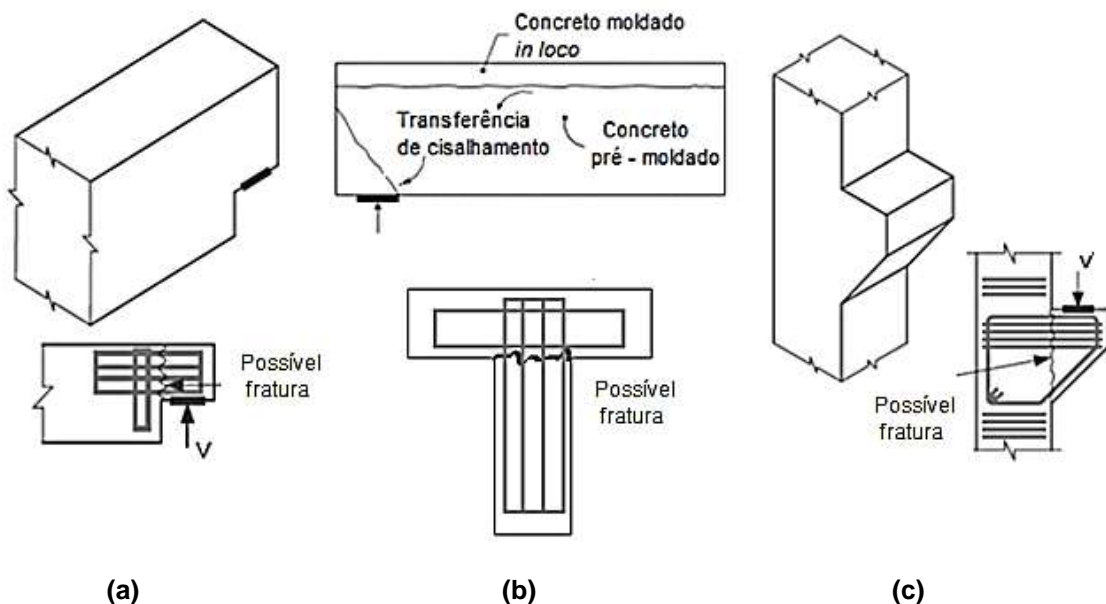 Concreto moldado
in loco
Transferência
de cisalhamento
Concreto
pré - moldado
Possível
fratura
V
Possível
fratura
V
Possível
fratura
(a)
(b)
(c)